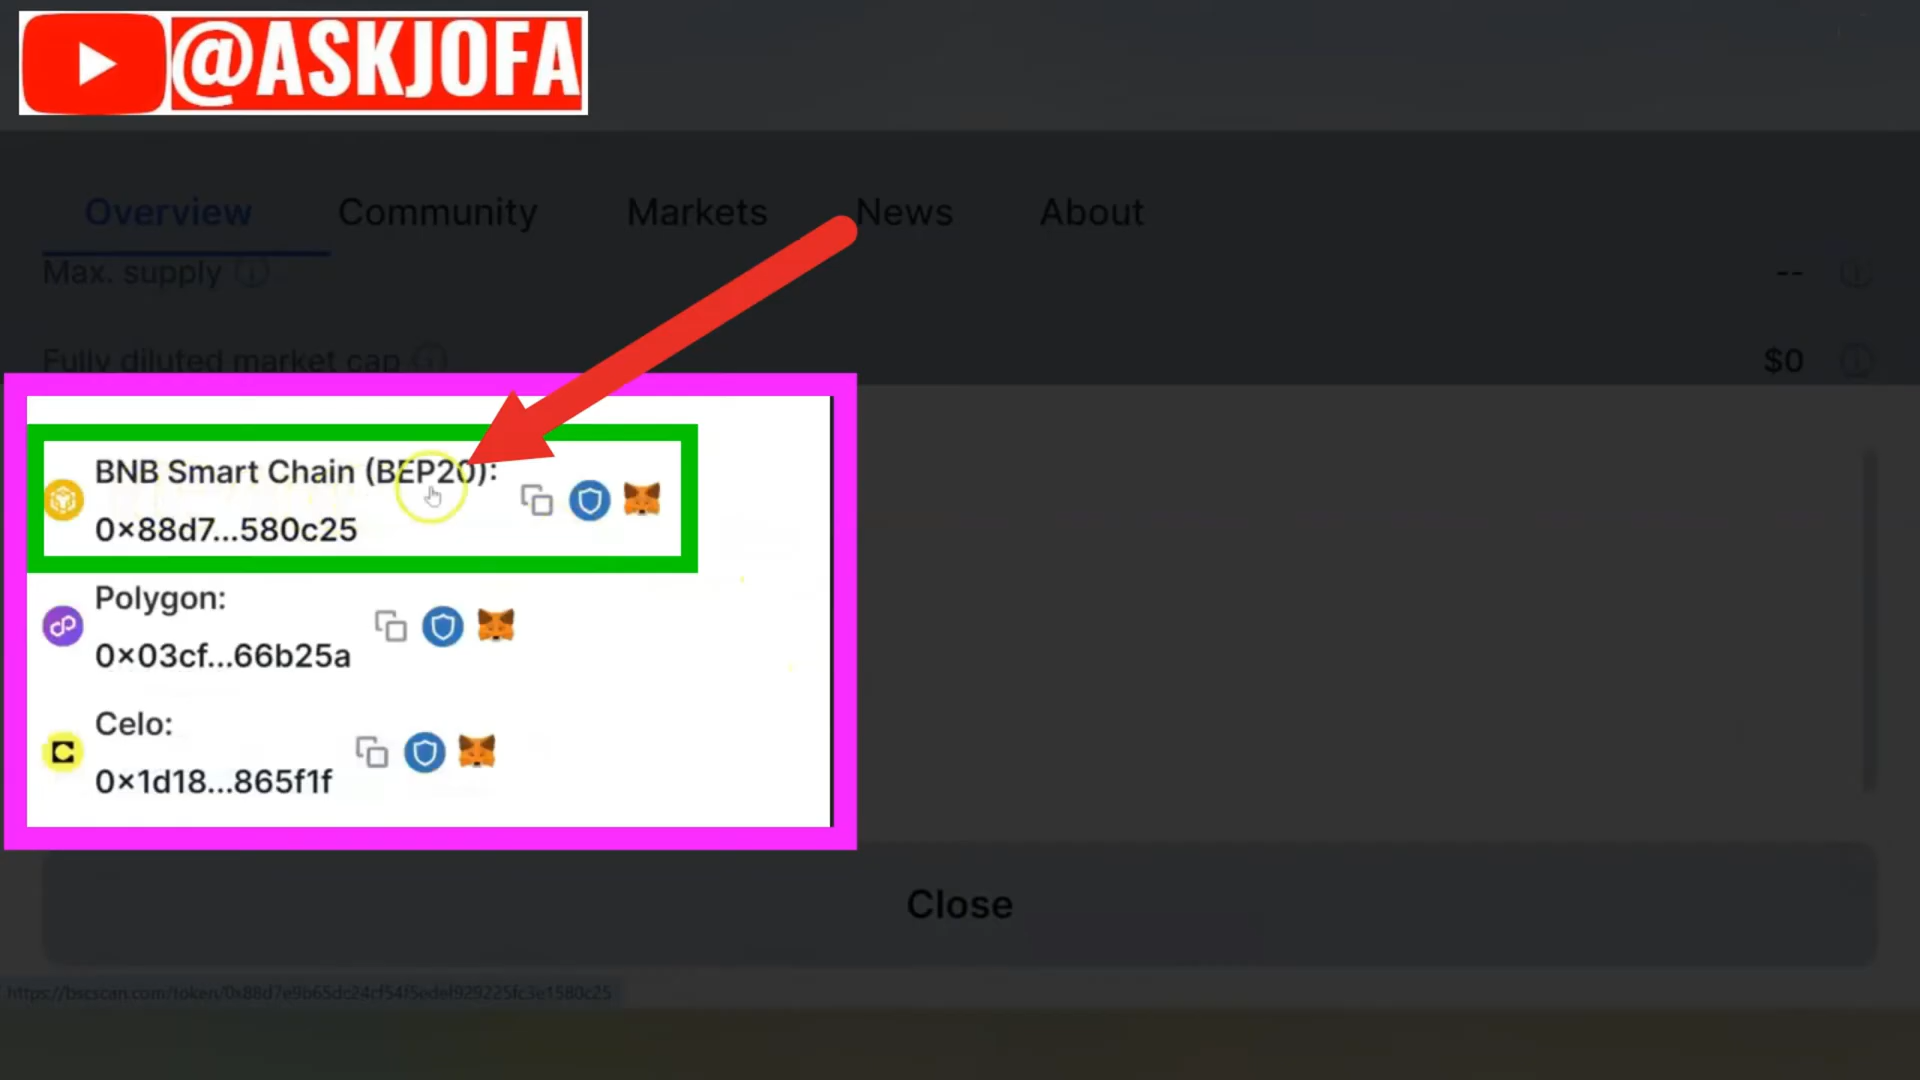 @ASKJOFA
Overview Community Markets News About
Max. supply --
Fully diluted market cap $0
BNB Smart Chain (BEP20):
0×88d7...580c25
Polygon:
0×03cf...66b25a
Celo:
0×1d18...865f1f
Close